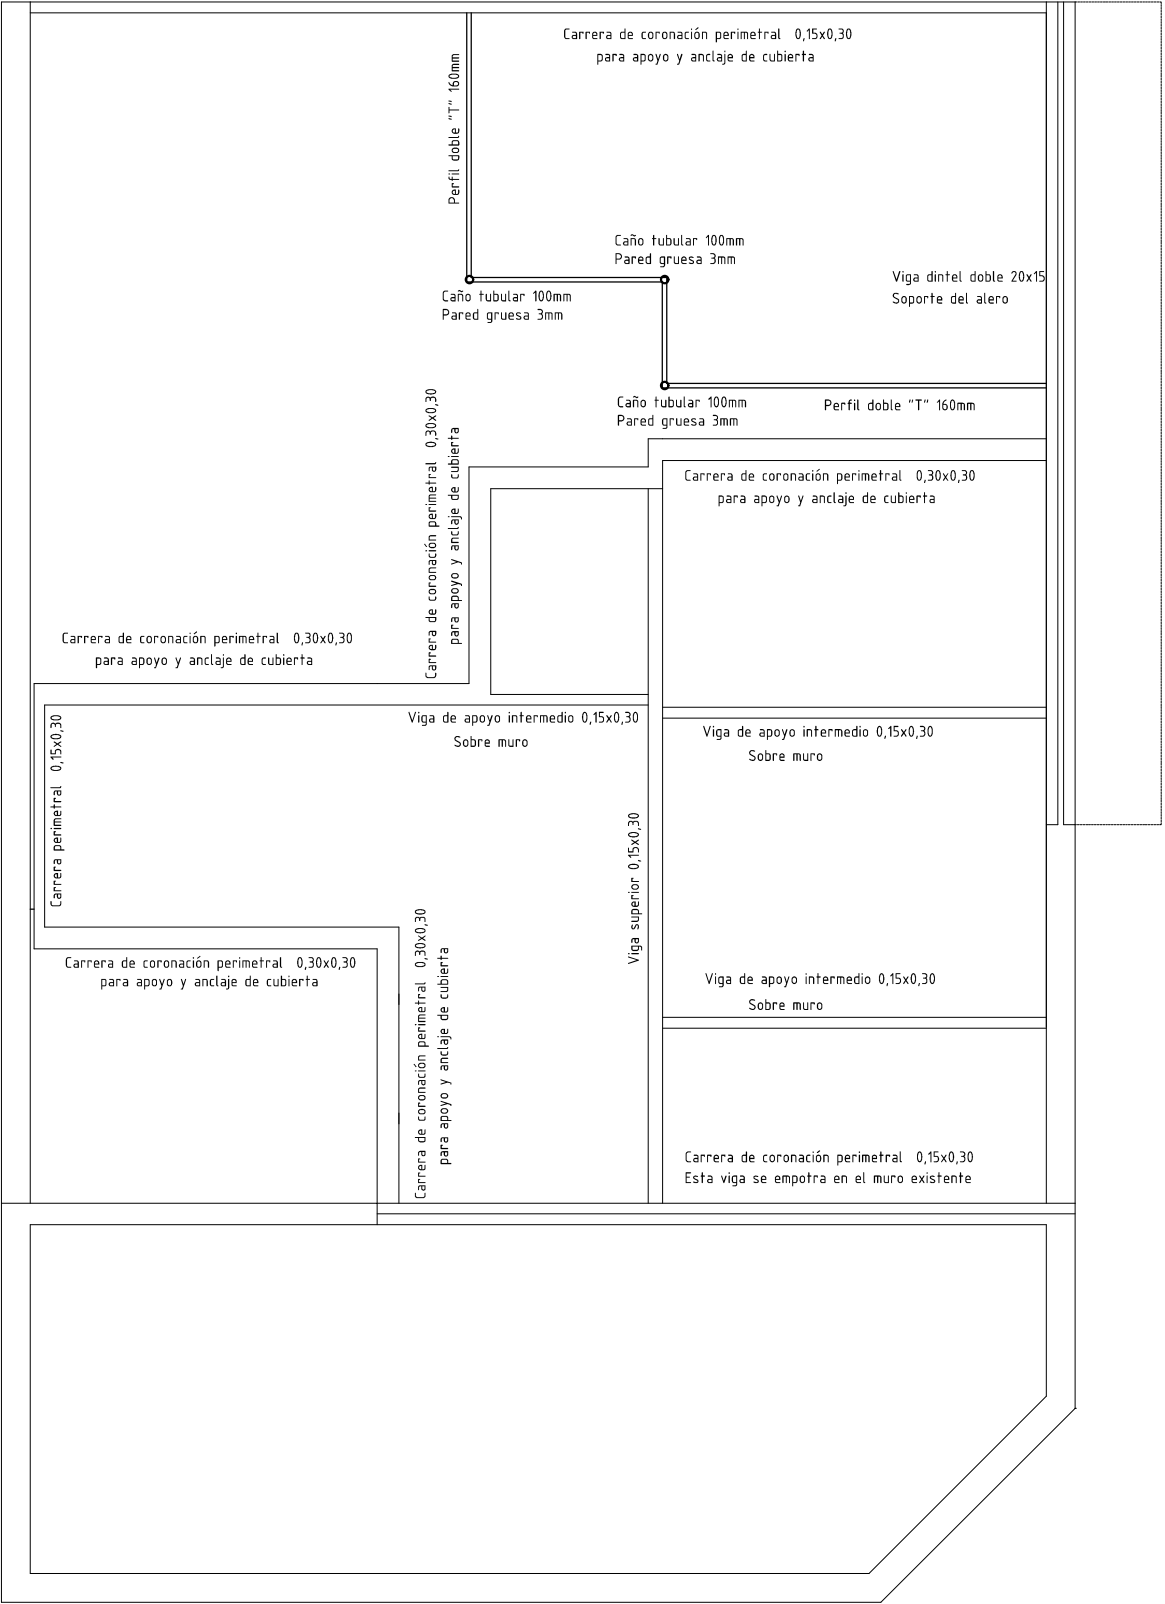 Carrera de coronación perimetral 0,15x0,30
para apoyo y anclaje de cubierta
Perfil doble "T" 160mm
Caño tubular 100mm
Pared gruesa 3mm
Viga dintel doble 20x15
Soporte del alero
Caño tubular 100mm
Pared gruesa 3mm
Caño tubular 100mm
Pared gruesa 3mm
Perfil doble "T" 160mm
Carrera de coronación perimetral 0,30x0,30
para apoyo y anclaje de cubierta
Carrera de coronación perimetral 0,30x0,30
para apoyo y anclaje de cubierta
Carrera de coronación perimetral 0,30x0,30
para apoyo y anclaje de cubierta
Viga de apoyo intermedio 0,15x0,30
Sobre muro
Viga de apoyo intermedio 0,15x0,30
Sobre muro
Carrera perimetral 0,15x0,30
Viga superior 0,15x0,30
Carrera de coronación perimetral 0,30x0,30
para apoyo y anclaje de cubierta
Carrera de coronación perimetral 0,30x0,30
para apoyo y anclaje de cubierta
Viga de apoyo intermedio 0,15x0,30
Sobre muro
Carrera de coronación perimetral 0,15x0,30
Esta viga se empotra en el muro existente